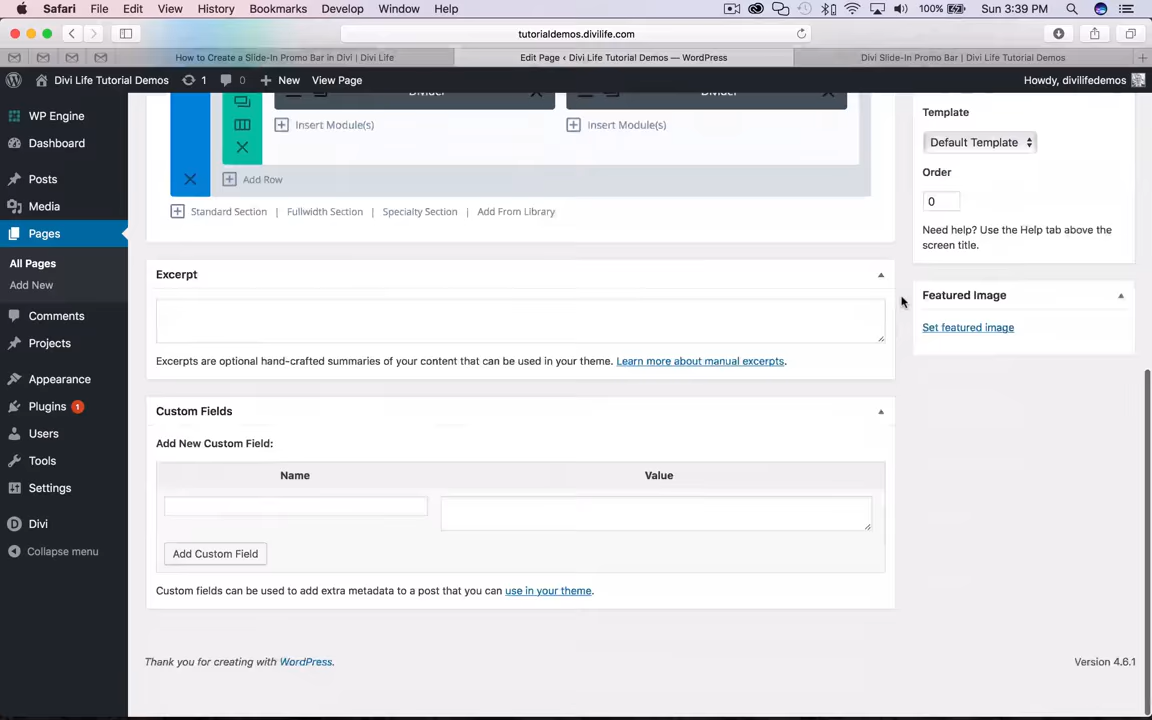 Safari File Edit View History Bookmarks Develop Window Help 100% Sun 3:39 PM
tutorialdemos.divilife.com
How to Create a Slide-In Promo Bar in Divi | Divi Life
Edit Page ‹ Divi Life Tutorial Demos — WordPress
Divi Slide-In Promo Bar | Divi Life Tutorial Demos
Divi Life Tutorial Demos 1 0 New View Page Howdy, divilifedemos
WP Engine
Dashboard
Posts
Media
Pages
All Pages
Add New
Comments
Projects
Appearance
Plugins 1
Users
Tools
Settings
Divi
Collapse menu
Divider Divider
Insert Module(s) Insert Module(s)
Add Row
Standard Section | Fullwidth Section | Specialty Section | Add From Library
Excerpt
Excerpts are optional hand-crafted summaries of your content that can be used in your theme. Learn more about manual excerpts.
Custom Fields
Add New Custom Field:
Name Value
Add Custom Field
Custom fields can be used to add extra metadata to a post that you can use in your theme.
Template
Default Template
Order
0
Need help? Use the Help tab above the
screen title.
Featured Image
Set featured image
Thank you for creating with WordPress.
Version 4.6.1